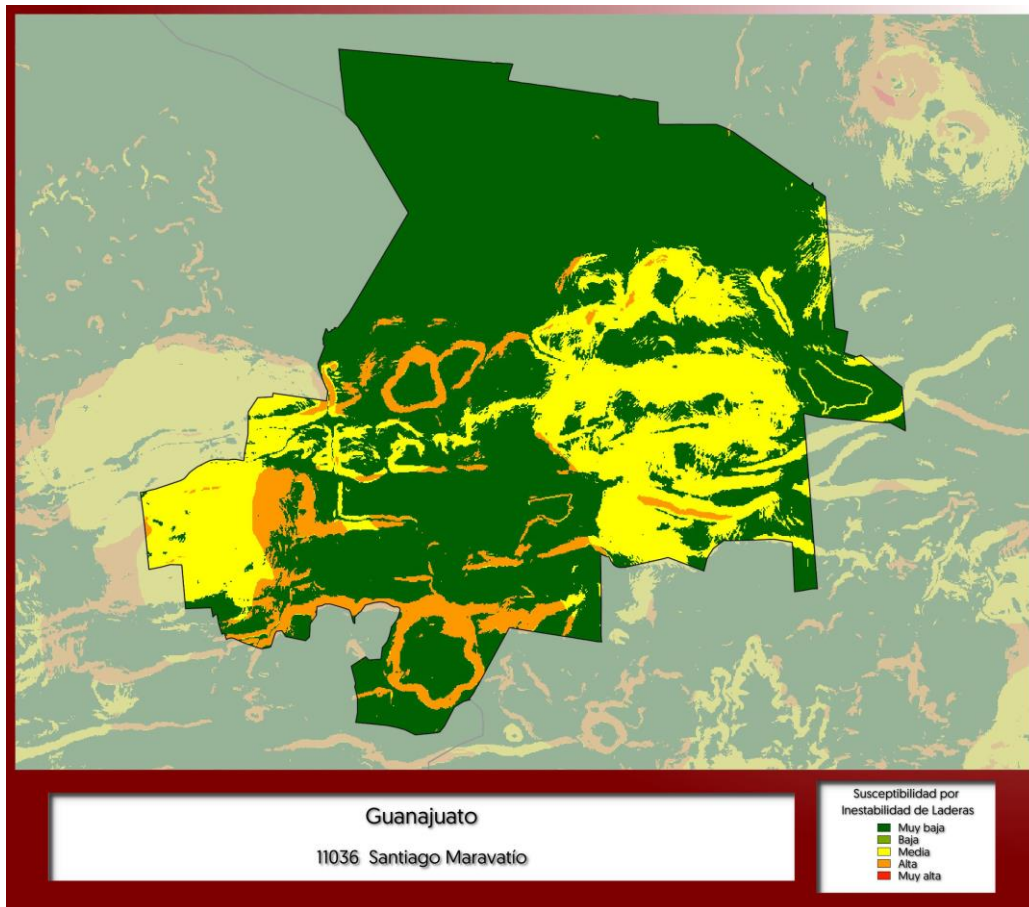 Guanajuato
11036 Santiago Maravatío
Susceptibilidad por
Inestabilidad de Laderas
Muy baja
Baja
Media
Alta
Muy alta